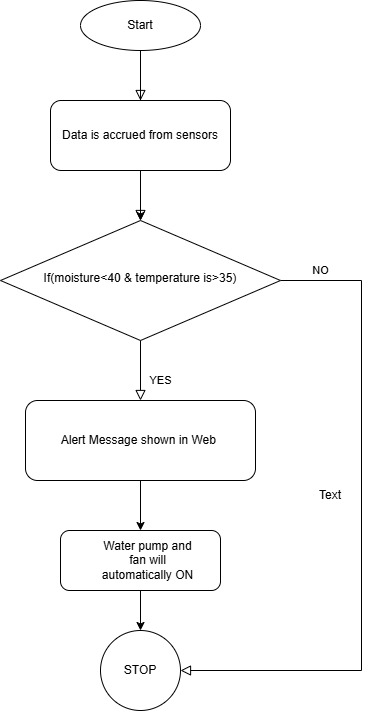 Start
Data is accrued from sensors
If(moisture<40 & temperature is>35)
NO
YES
Alert Message shown in Web
Text
Water pump and
fan will
automatically ON
STOP